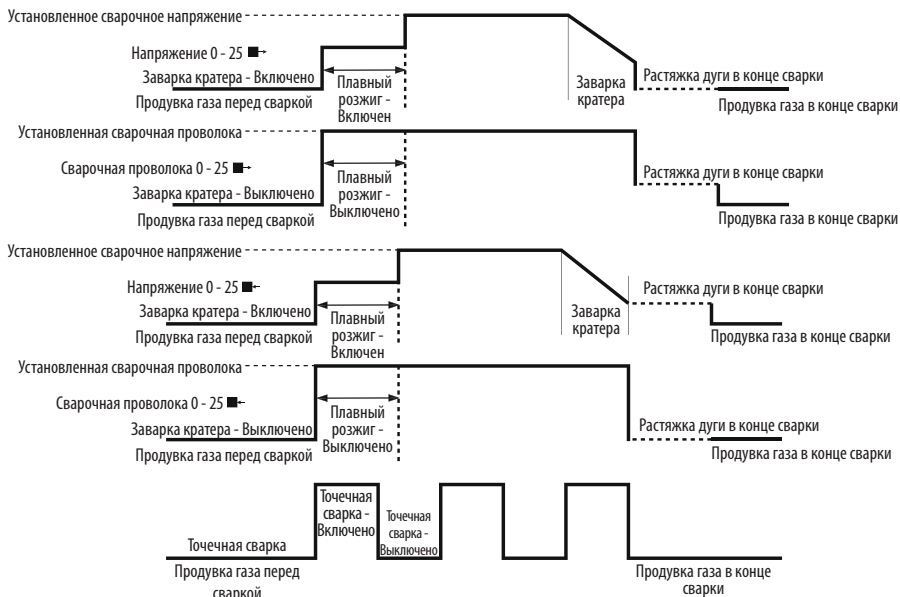 Установленное сварочное напряжение
Напряжение 0 - 25
Заварка кратера - Включено
Продувка газа перед сваркой
Плавный
розжиг -
Включен
Заварка
кратера
Растяжка дуги в конце сварки
Продувка газа в конце сварки
Установленная сварочная проволока
Сварочная проволока 0 - 25
Заварка кратера - Выключено
Продувка газа перед сваркой
Плавный
розжиг -
Выключено
Растяжка дуги в конце сварки
Продувка газа в конце сварки
Установленное сварочное напряжение
Напряжение 0 - 25
Заварка кратера - Включено
Продувка газа перед сваркой
Плавный
розжиг -
Включен
Заварка
кратера
Растяжка дуги в конце сварки
Продувка газа в конце сварки
Установленная сварочная проволока
Сварочная проволока 0 - 25
Заварка кратера - Выключено
Продувка газа перед сваркой
Плавный
розжиг -
Выключено
Растяжка дуги в конце сварки
Продувка газа в конце сварки
Точечная сварка
Продувка газа перед
сваркой
Точечная
сварка -
Включено
Точечная
сварка -
Выключено
Продувка газа в конце
сварки